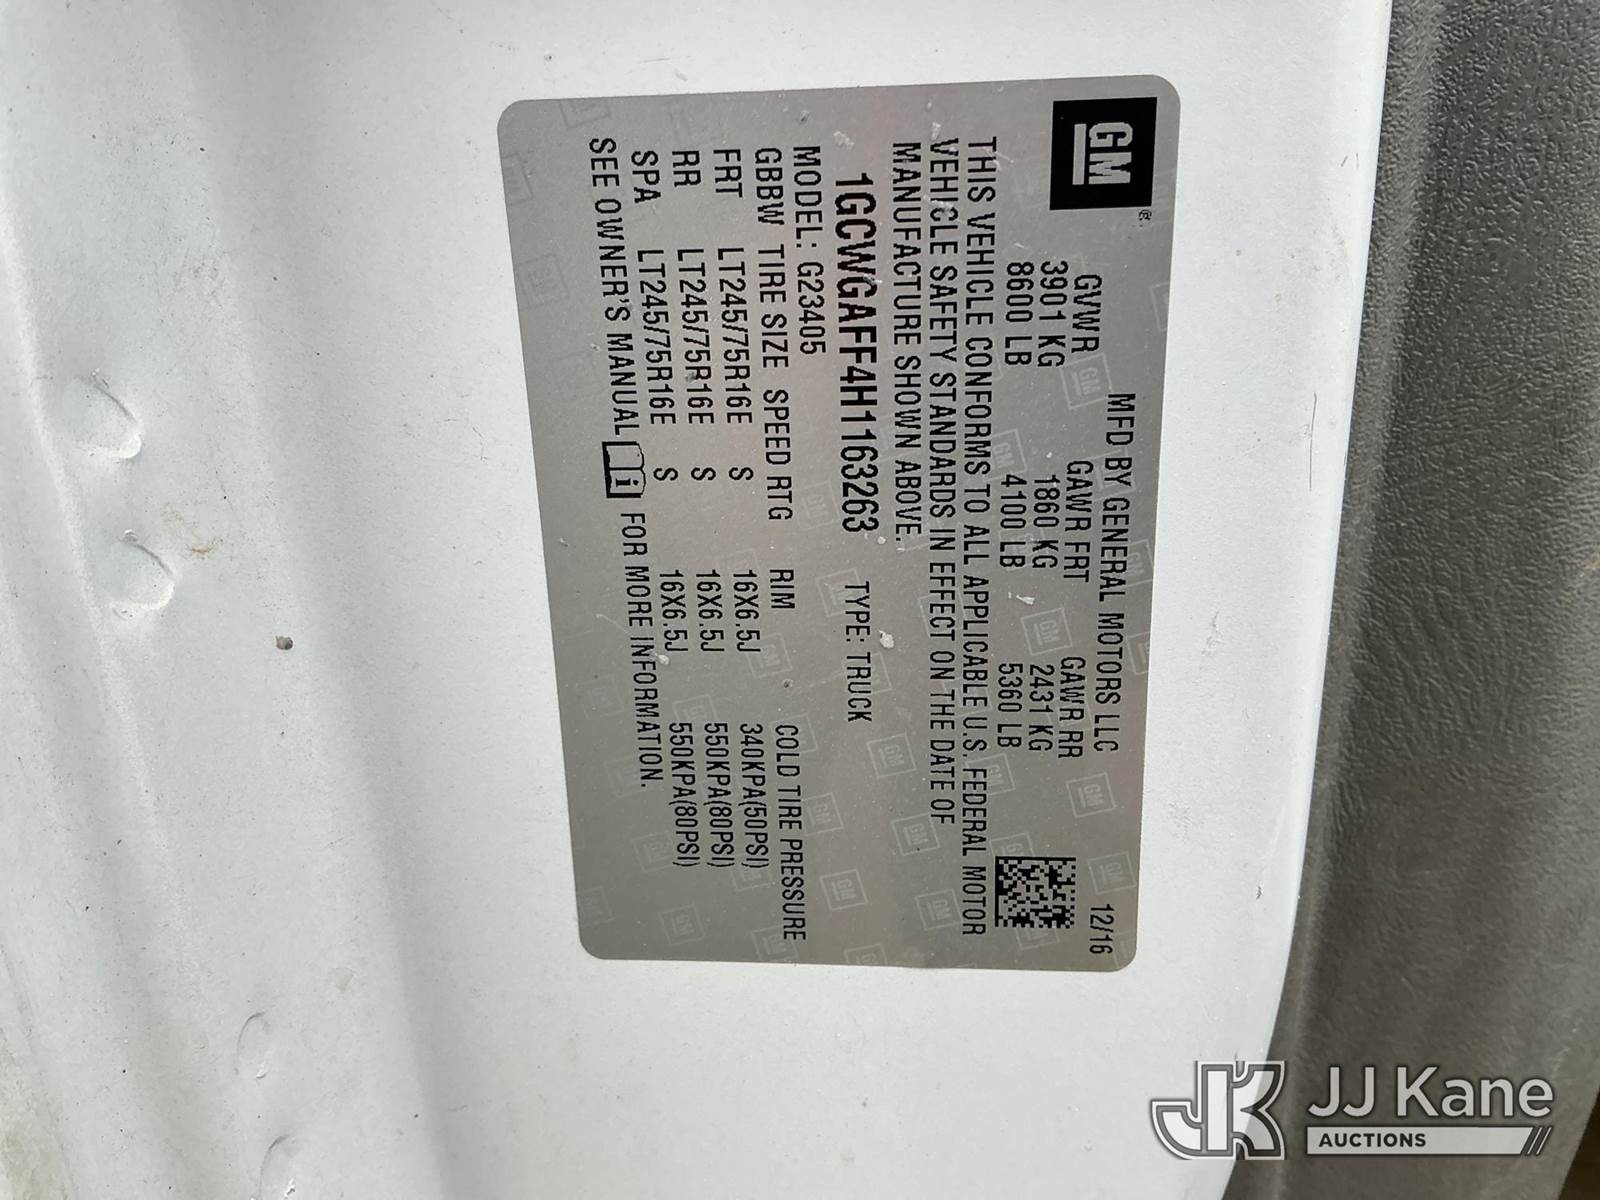 GM®
MFD BY GENERAL MOTORS LLC 12/16
GVWR GAWR FRT GAWR RR
3901 KG 1860 KG 2431 KG
8600 LB 4100 LB 5360 LB
THIS VEHICLE CONFORMS TO ALL APPLICABLE U.S. FEDERAL MOTOR
VEHICLE SAFETY STANDARDS IN EFFECT ON THE DATE OF
MANUFACTURE SHOWN ABOVE.
1GCWGAFF4H1163263 TYPE: TRUCK
MODEL: G23405
GBBW TIRE SIZE SPEED RTG RIM COLD TIRE PRESSURE
FRT LT245/75R16E S 16X6.5J 340KPA(50PSI)
RR LT245/75R16E S 16X6.5J 550KPA(80PSI)
SPA LT245/75R16E S 16X6.5J 550KPA(80PSI)
SEE OWNER'S MANUAL i FOR MORE INFORMATION.
JK JJ Kane
AUCTIONS